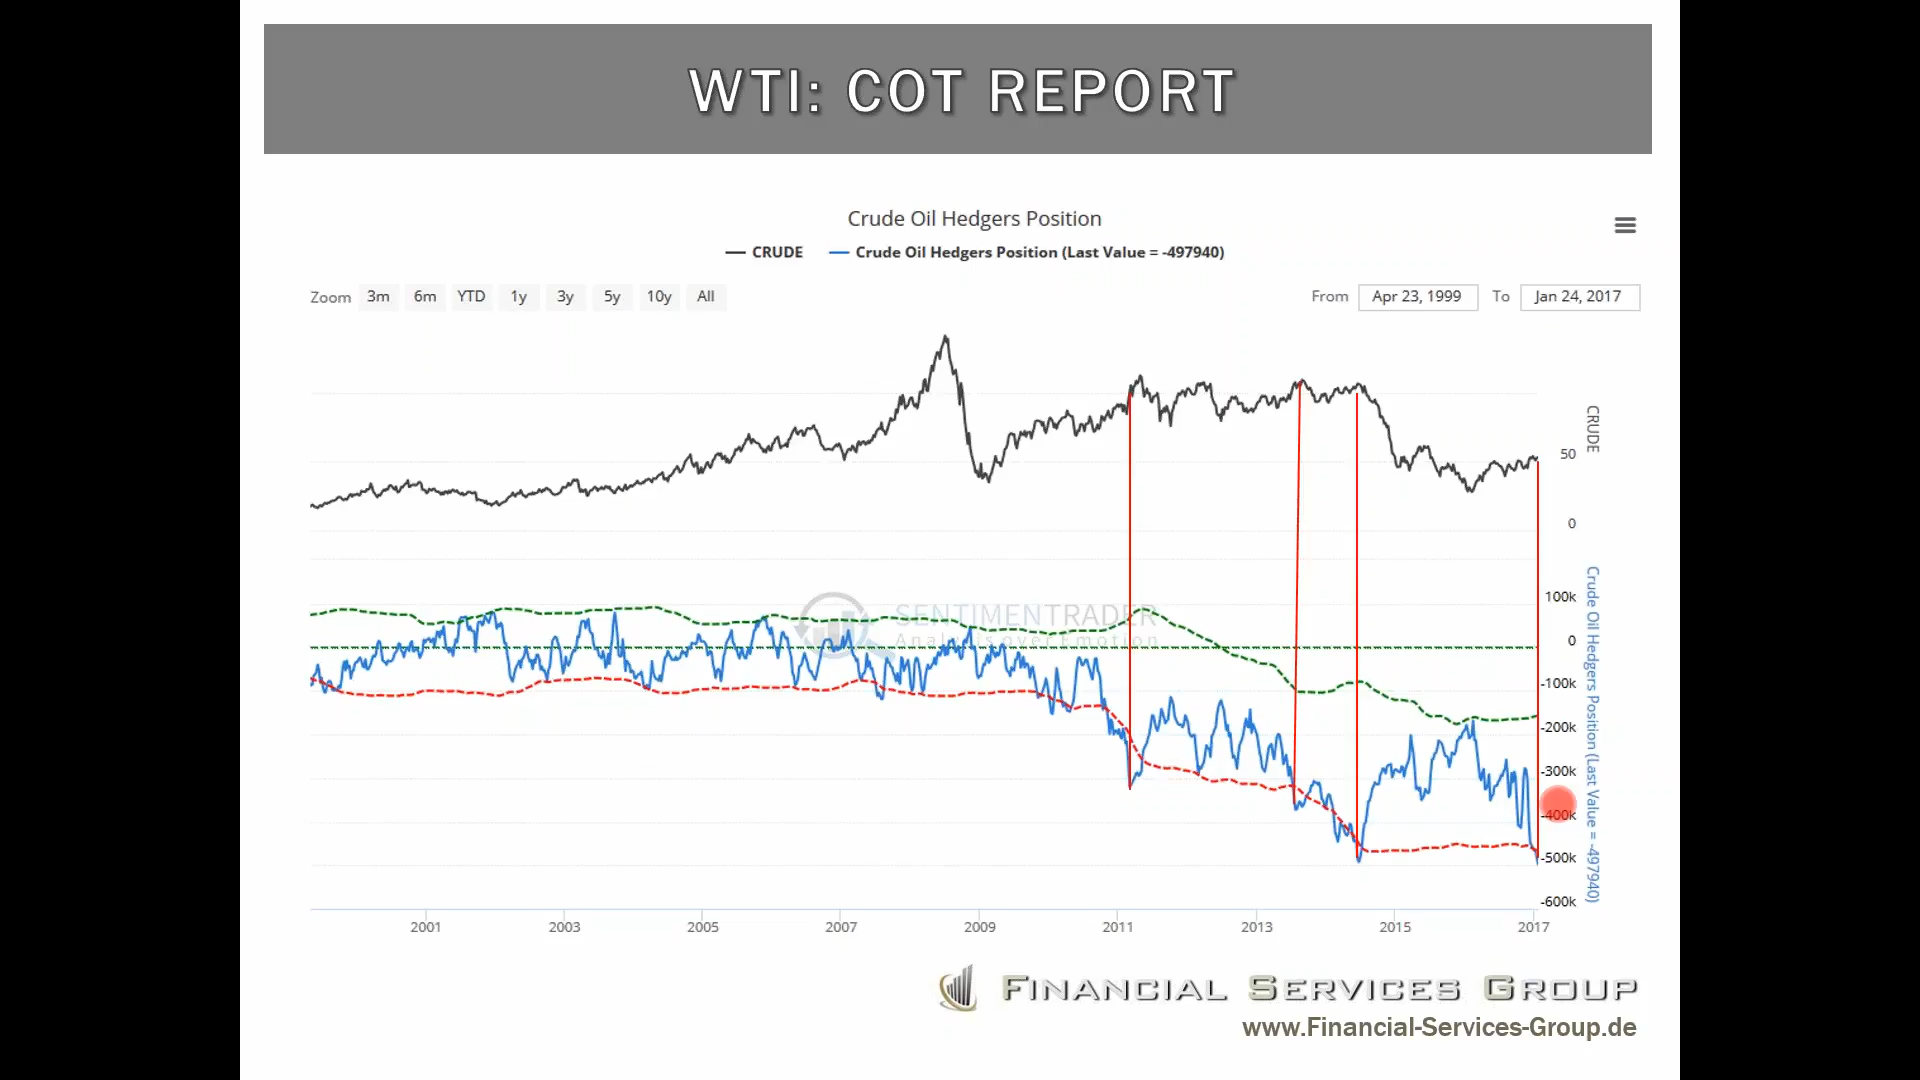 WTI: COT REPORT
Crude Oil Hedgers Position
CRUDE Crude Oil Hedgers Position (Last Value = -497940)
Zoom 3m 6m YTD 1y 3y 5y 10y All From Apr 23, 1999 To Jan 24, 2017
CRUDE
50
0
SENTIMENTRADER
Analysis over Emotion
100k
0
-100k
-200k
-300k
-400k
-500k
-600k
Crude Oil Hedgers Position (Last Value = -497940)
2001 2003 2005 2007 2009 2011 2013 2015 2017
FINANCIAL SERVICES GROUP
www.Financial-Services-Group.de